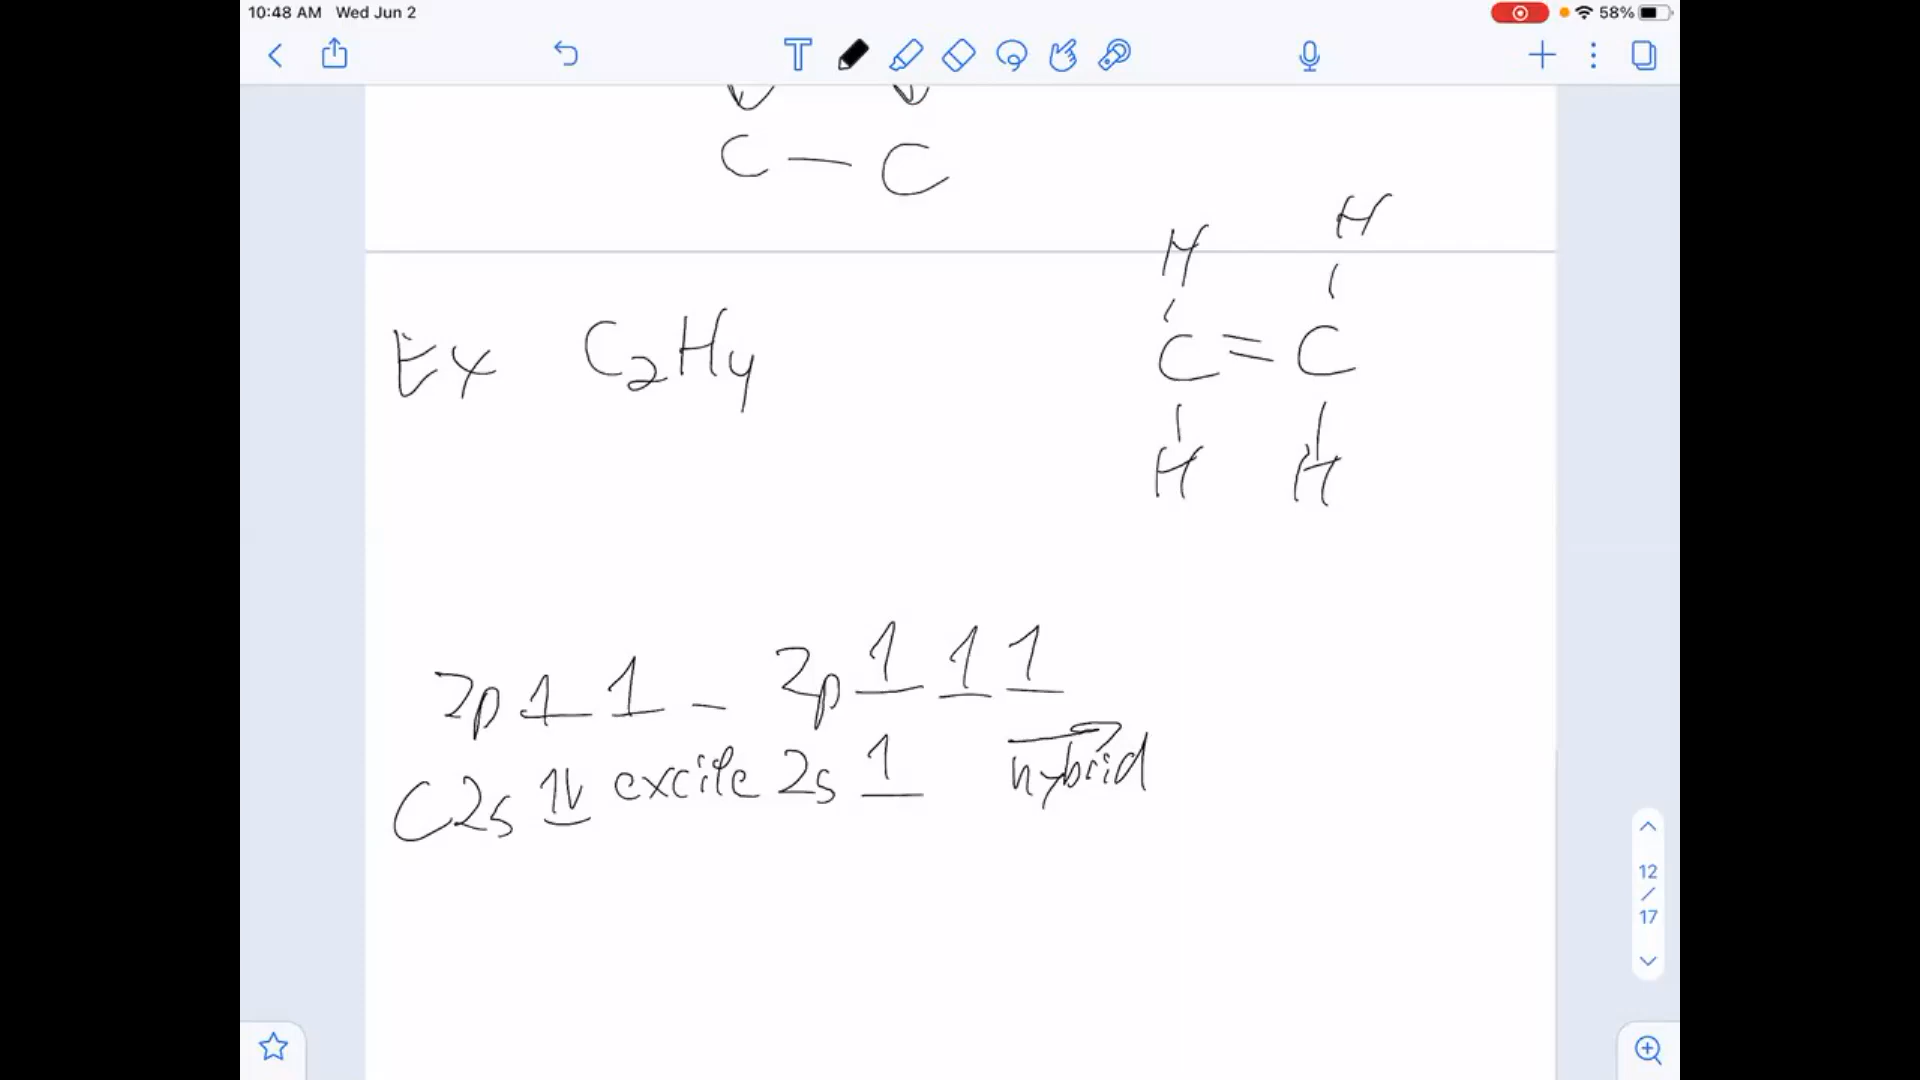 10:48 AM Wed Jun 2
58%
T
C - C
H H
Ex C₂H₄ C = C
H H
2p 1 1 _ 2p 1 1 1
C2s 1l excite 2s 1 hybrid
12
/
17